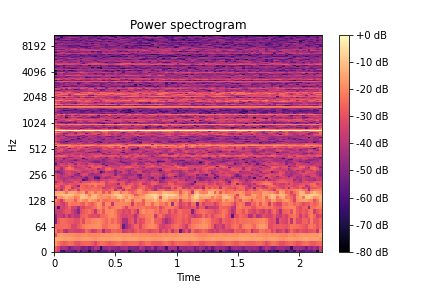 Power spectrogram
8192
4096
2048
1024
512
256
128
64
0
Hz
0
0.5
1
1.5
2
Time
+0 dB
-10 dB
-20 dB
-30 dB
-40 dB
-50 dB
-60 dB
-70 dB
-80 dB